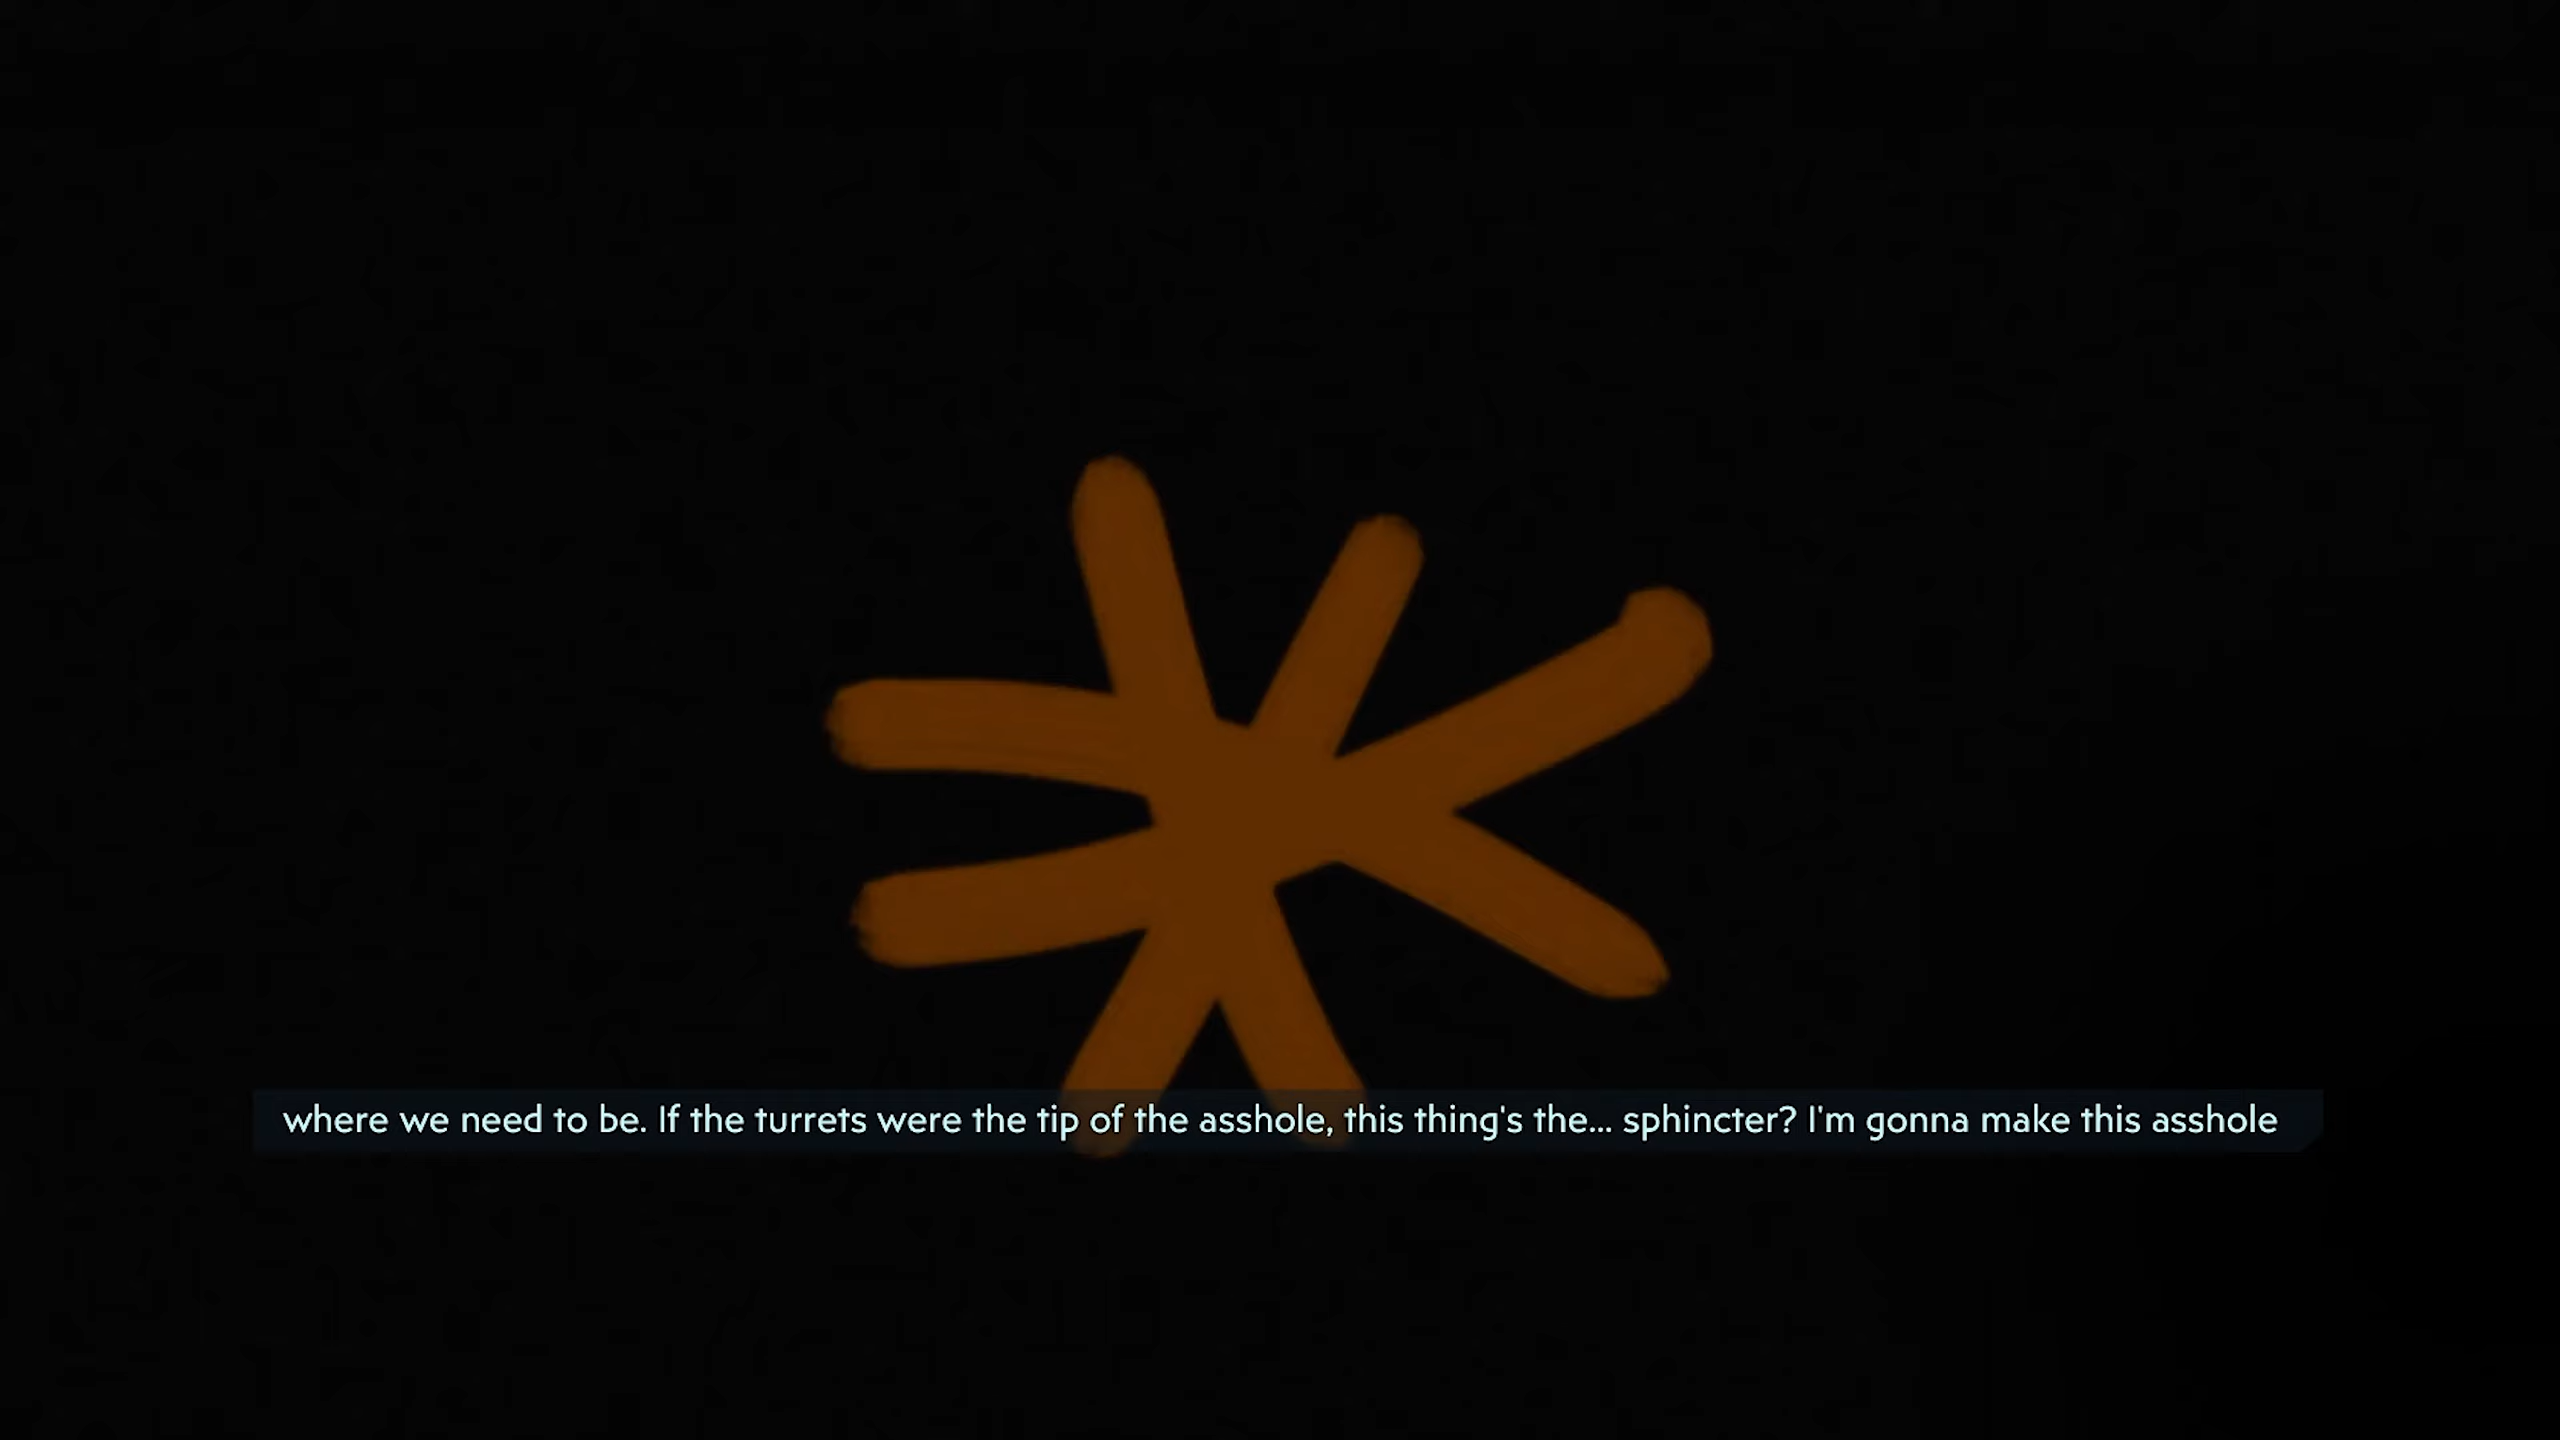 where we need to be. If the turrets were the tip of the asshole, this thing's the... sphincter? I'm gonna make this asshole